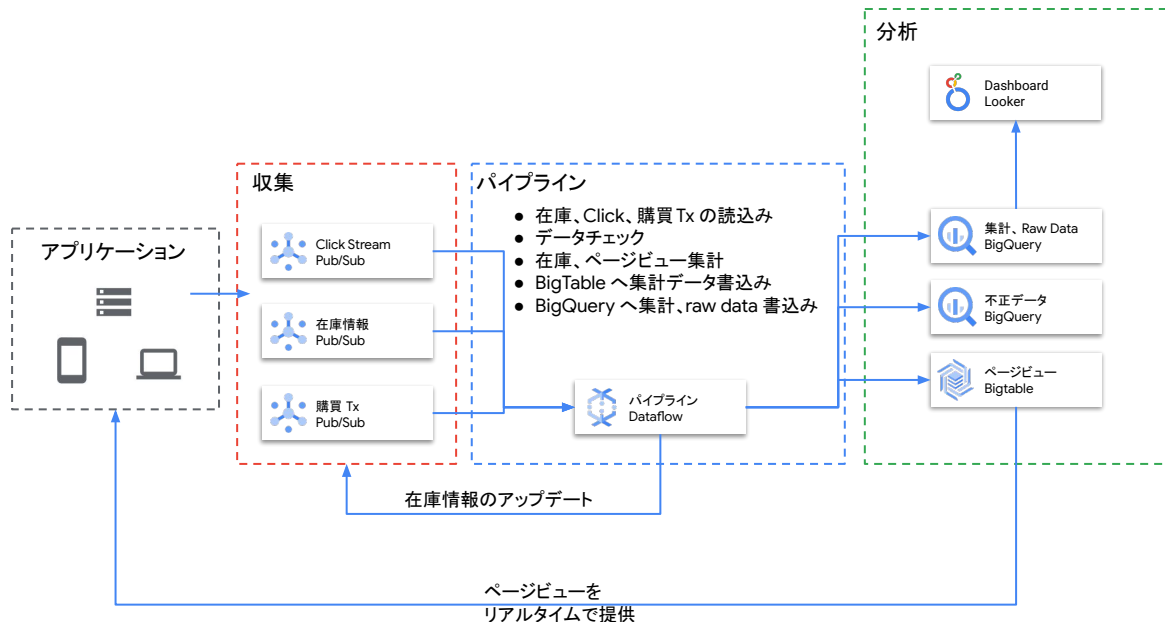 アプリケーション
収集
Click Stream
Pub/Sub
在庫情報
Pub/Sub
購買 Tx
Pub/Sub
パイプライン
● 在庫、Click、購買 Tx の読込み
● データチェック
● 在庫、ページビュー集計
● BigTable へ集計データ書込み
● BigQuery へ集計、raw data 書込み
パイプライン
Dataflow
分析
Dashboard
Looker
集計、Raw Data
BigQuery
不正データ
BigQuery
ページビュー
Bigtable
在庫情報のアップデート
ページビューを
リアルタイムで提供